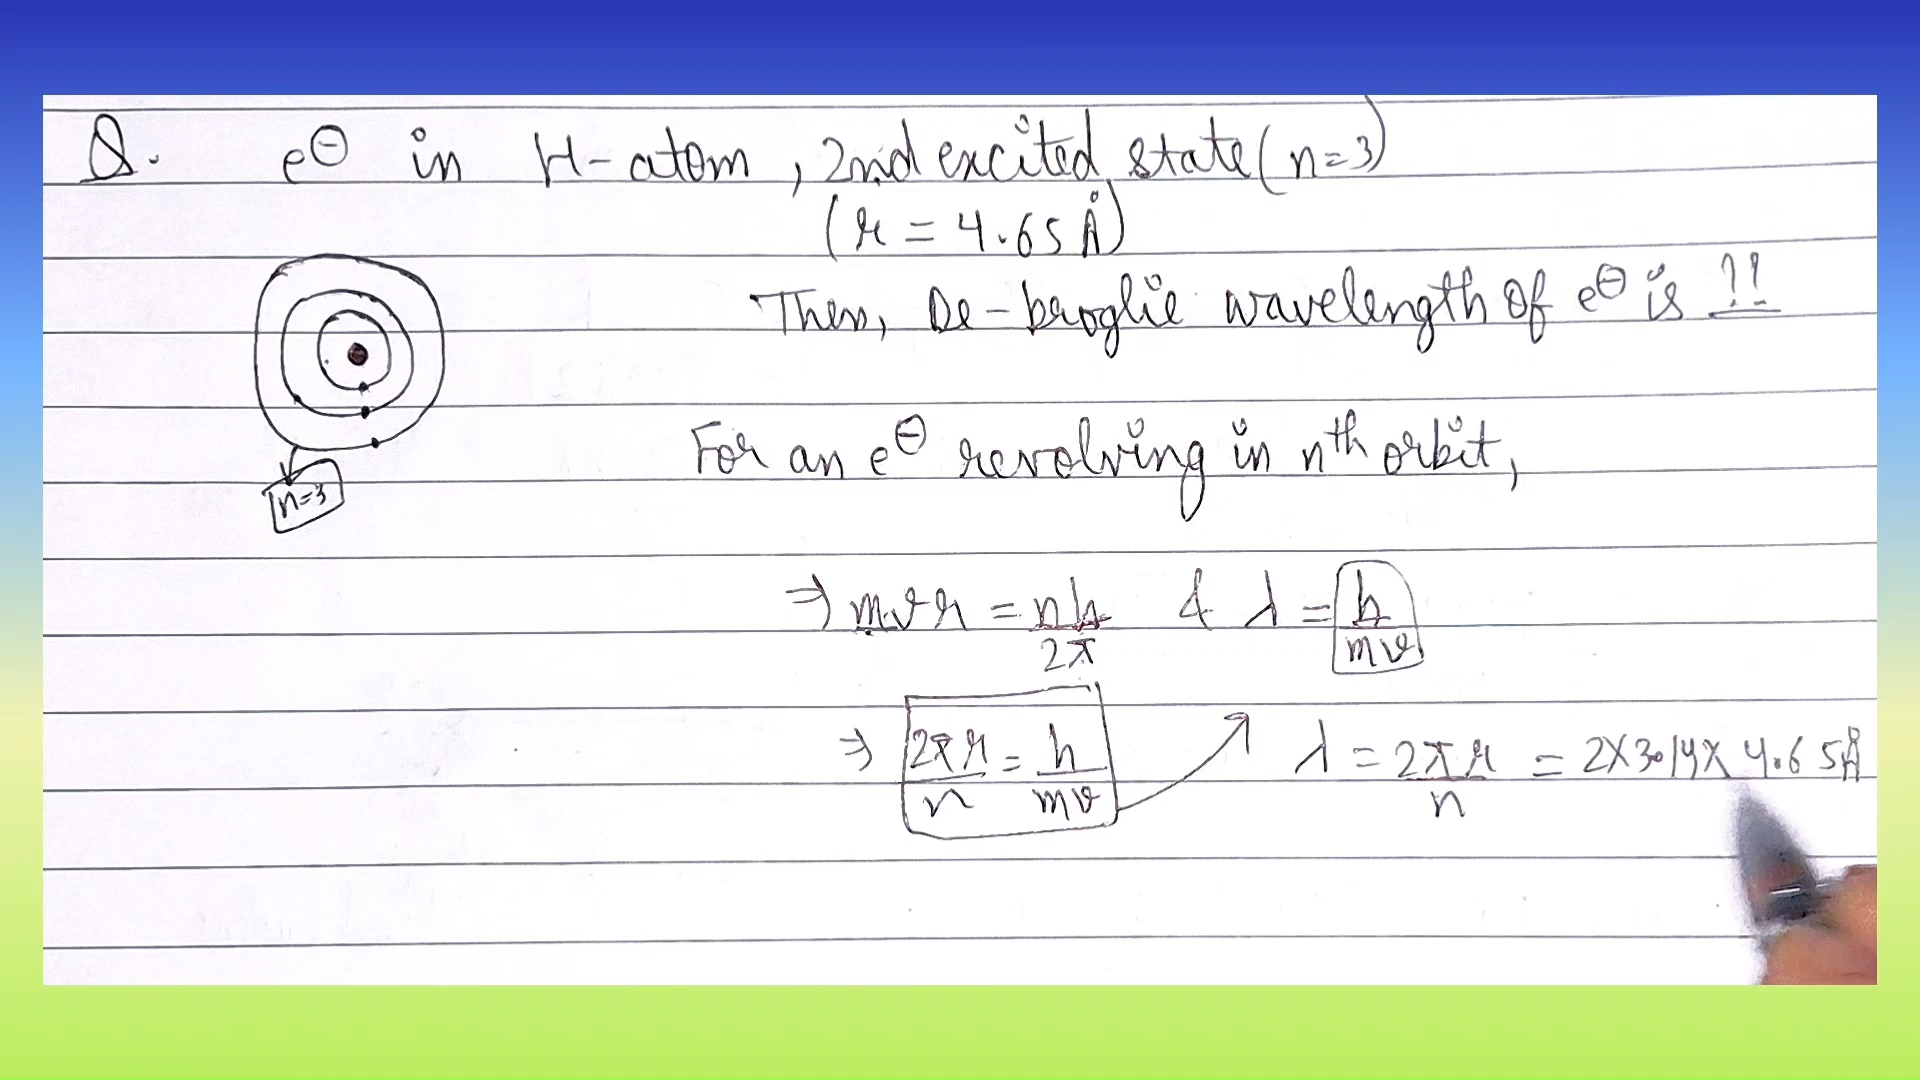 Q. e⊖ in H-atom, 2nd excited state (n=3)
(r = 4.65 Å)
Then, De-broglie wavelength of e⊖ is ??
For an e⊖ revolving in nth orbit,
n=3
⇒ mvr = nh/2π & λ = h/mv
⇒ 2πr/n = h/mv λ = 2πr/n = 2×3.14×4.65Å